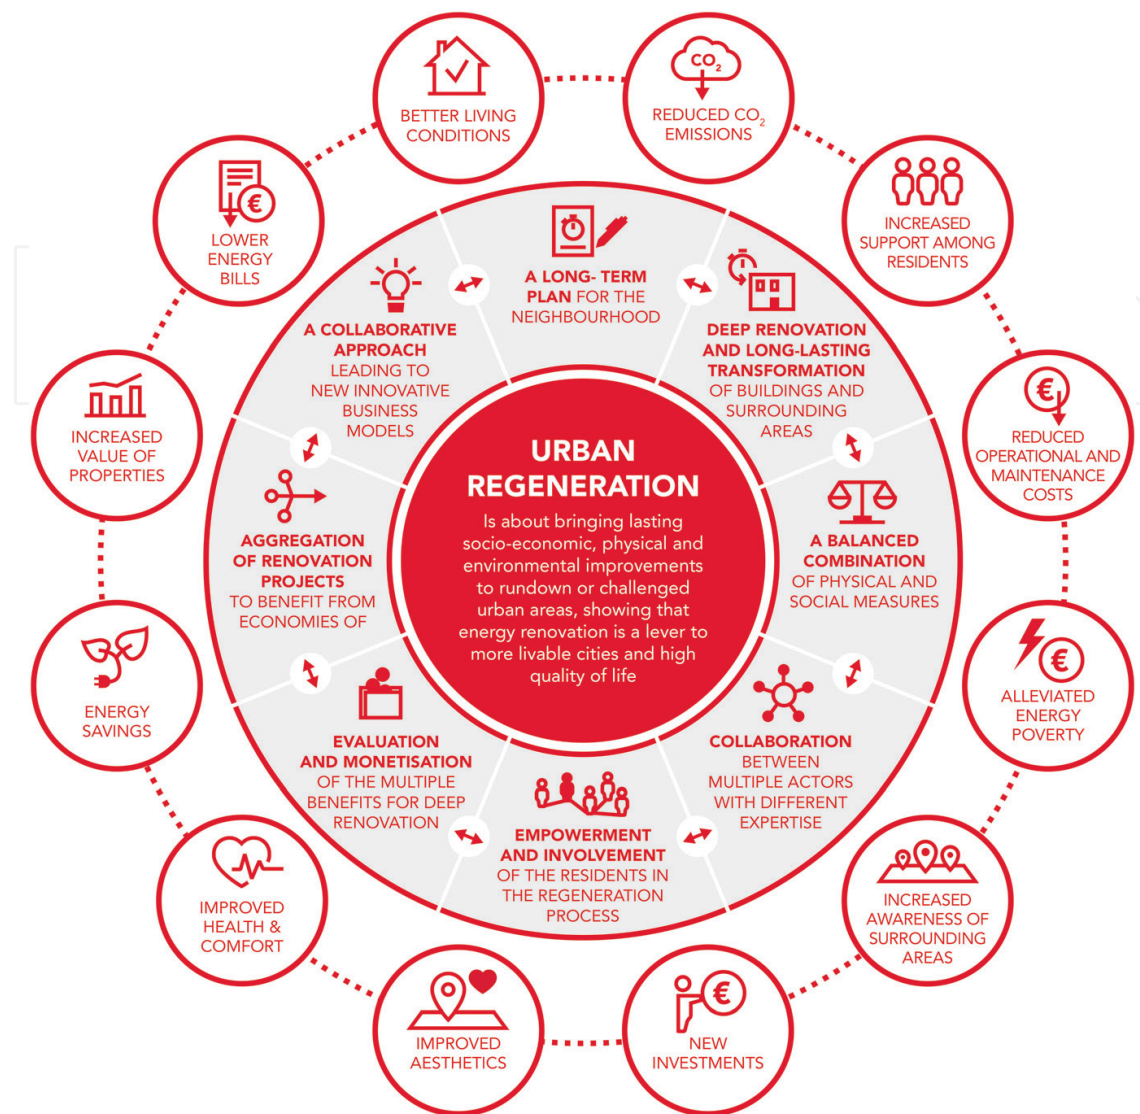 BETTER LIVING
CONDITIONS
CO₂
REDUCED CO₂
EMISSIONS
INCREASED
SUPPORT AMONG
RESIDENTS
€
REDUCED
OPERATIONAL AND
MAINTENANCE
COSTS
€
ALLEVIATED
ENERGY
POVERTY
INCREASED
AWARENESS OF
SURROUNDING
AREAS
€
NEW
INVESTMENTS
IMPROVED
AESTHETICS
IMPROVED
HEALTH &
COMFORT
ENERGY
SAVINGS
INCREASED
VALUE OF
PROPERTIES
€
LOWER
ENERGY
BILLS
A LONG- TERM
PLAN FOR THE
NEIGHBOURHOOD
DEEP RENOVATION
AND LONG-LASTING
TRANSFORMATION
OF BUILDINGS AND
SURROUNDING
AREAS
A BALANCED
COMBINATION
OF PHYSICAL AND
SOCIAL MEASURES
COLLABORATION
BETWEEN
MULTIPLE ACTORS
WITH DIFFERENT
EXPERTISE
EMPOWERMENT
AND INVOLVEMENT
OF THE RESIDENTS IN
THE REGENERATION
PROCESS
EVALUATION
AND MONETISATION
OF THE MULTIPLE
BENEFITS FOR DEEP
RENOVATION
AGGREGATION
OF RENOVATION
PROJECTS
TO BENEFIT FROM
ECONOMIES OF
A COLLABORATIVE
APPROACH
LEADING TO
NEW INNOVATIVE
BUSINESS
MODELS
URBAN
REGENERATION
Is about bringing lasting
socio-economic, physical and
environmental improvements
to rundown or challenged
urban areas, showing that
energy renovation is a lever to
more livable cities and high
quality of life